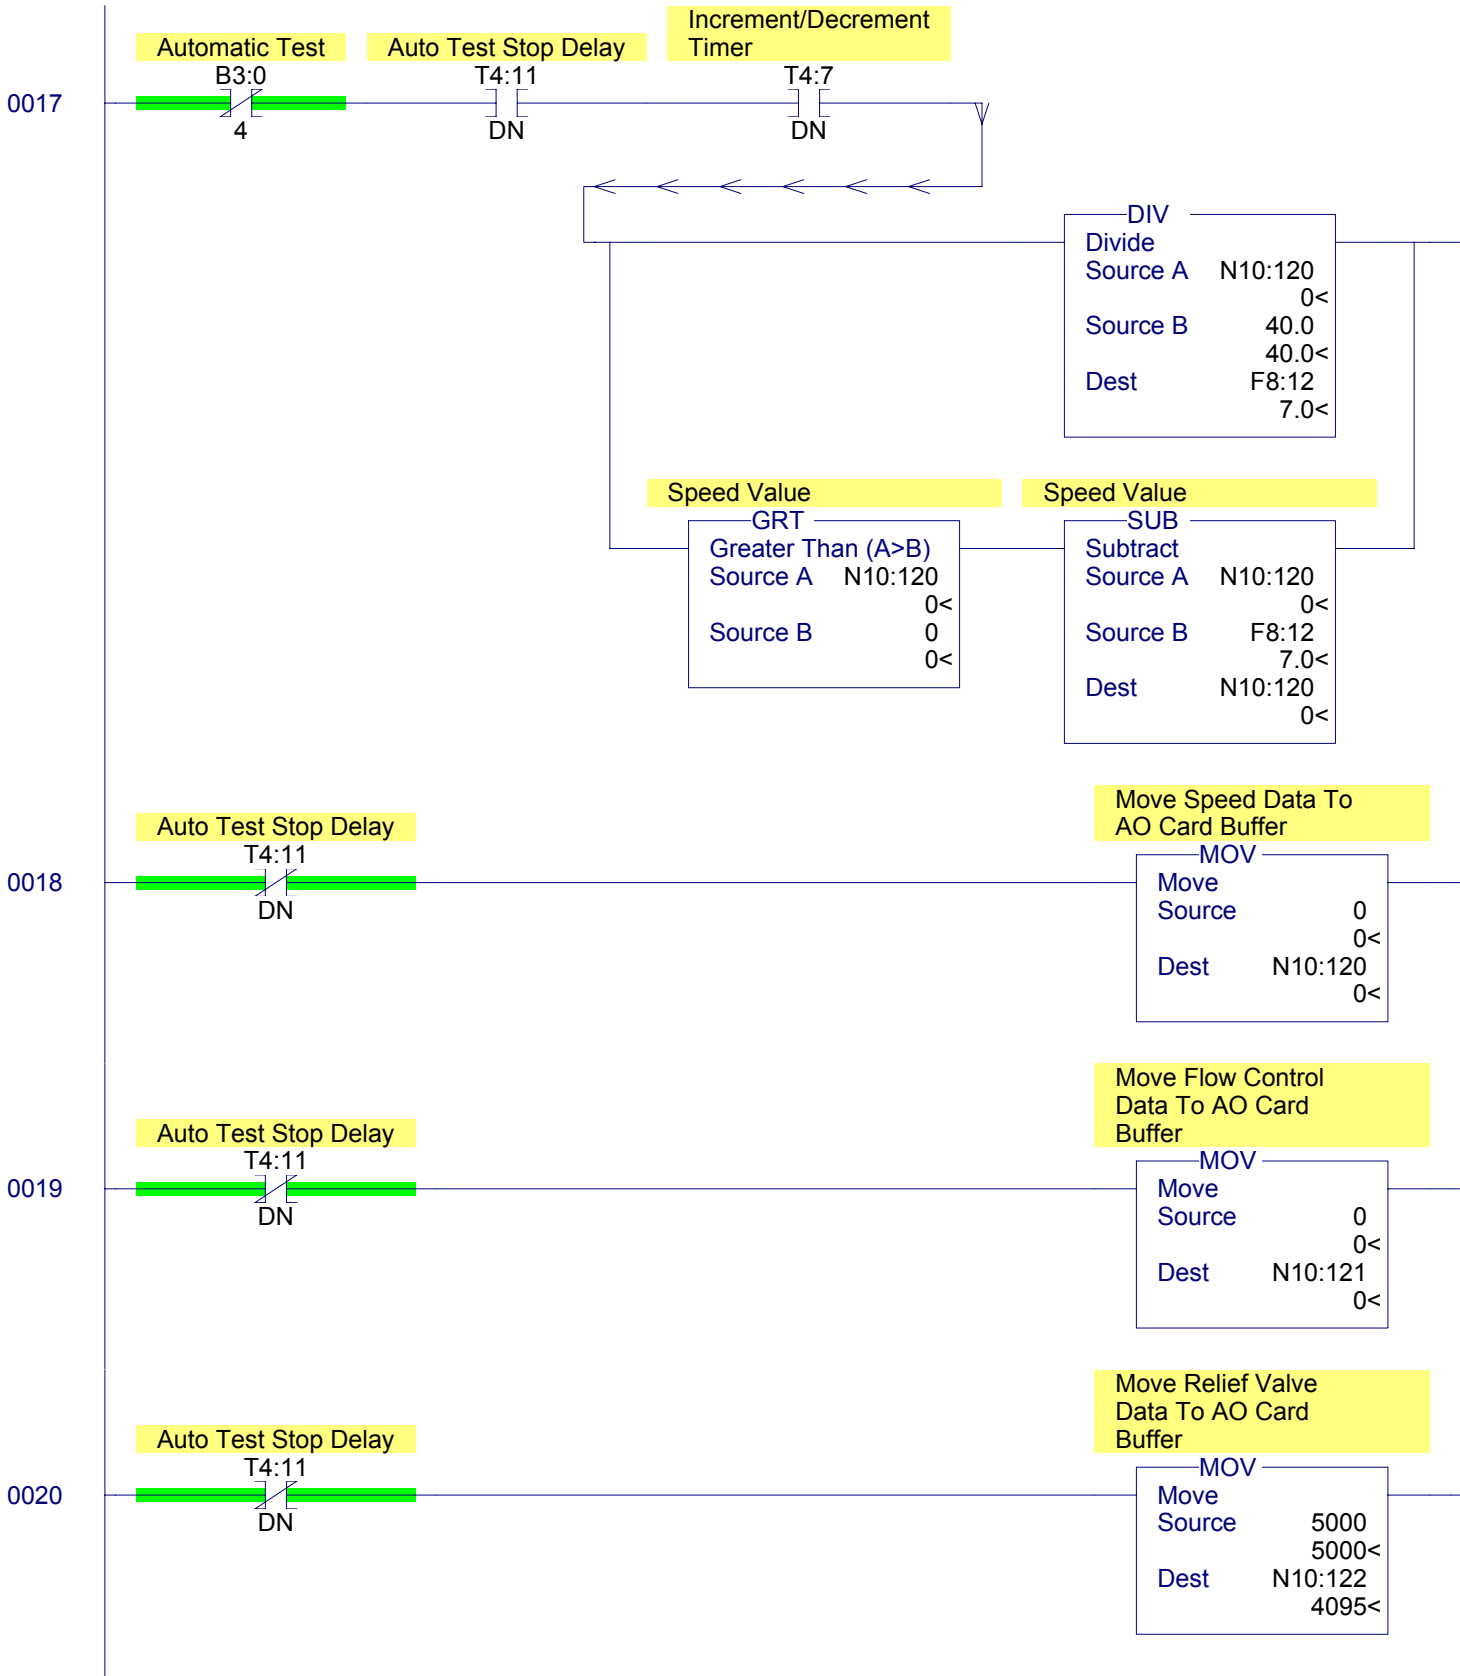 Automatic Test
B3:0
4
Auto Test Stop Delay
T4:11
DN
Increment/Decrement
Timer
T4:7
DN
0017
DIV
Divide
Source A N10:120
0<
Source B 40.0
40.0<
Dest F8:12
7.0<
Speed Value
GRT
Greater Than (A>B)
Source A N10:120
0<
Source B 0
0<
Speed Value
SUB
Subtract
Source A N10:120
0<
Source B F8:12
7.0<
Dest N10:120
0<
0018
Auto Test Stop Delay
T4:11
DN
Move Speed Data To
AO Card Buffer
MOV
Move
Source 0
0<
Dest N10:120
0<
0019
Auto Test Stop Delay
T4:11
DN
Move Flow Control
Data To AO Card
Buffer
MOV
Move
Source 0
0<
Dest N10:121
0<
0020
Auto Test Stop Delay
T4:11
DN
Move Relief Valve
Data To AO Card
Buffer
MOV
Move
Source 5000
5000<
Dest N10:122
4095<